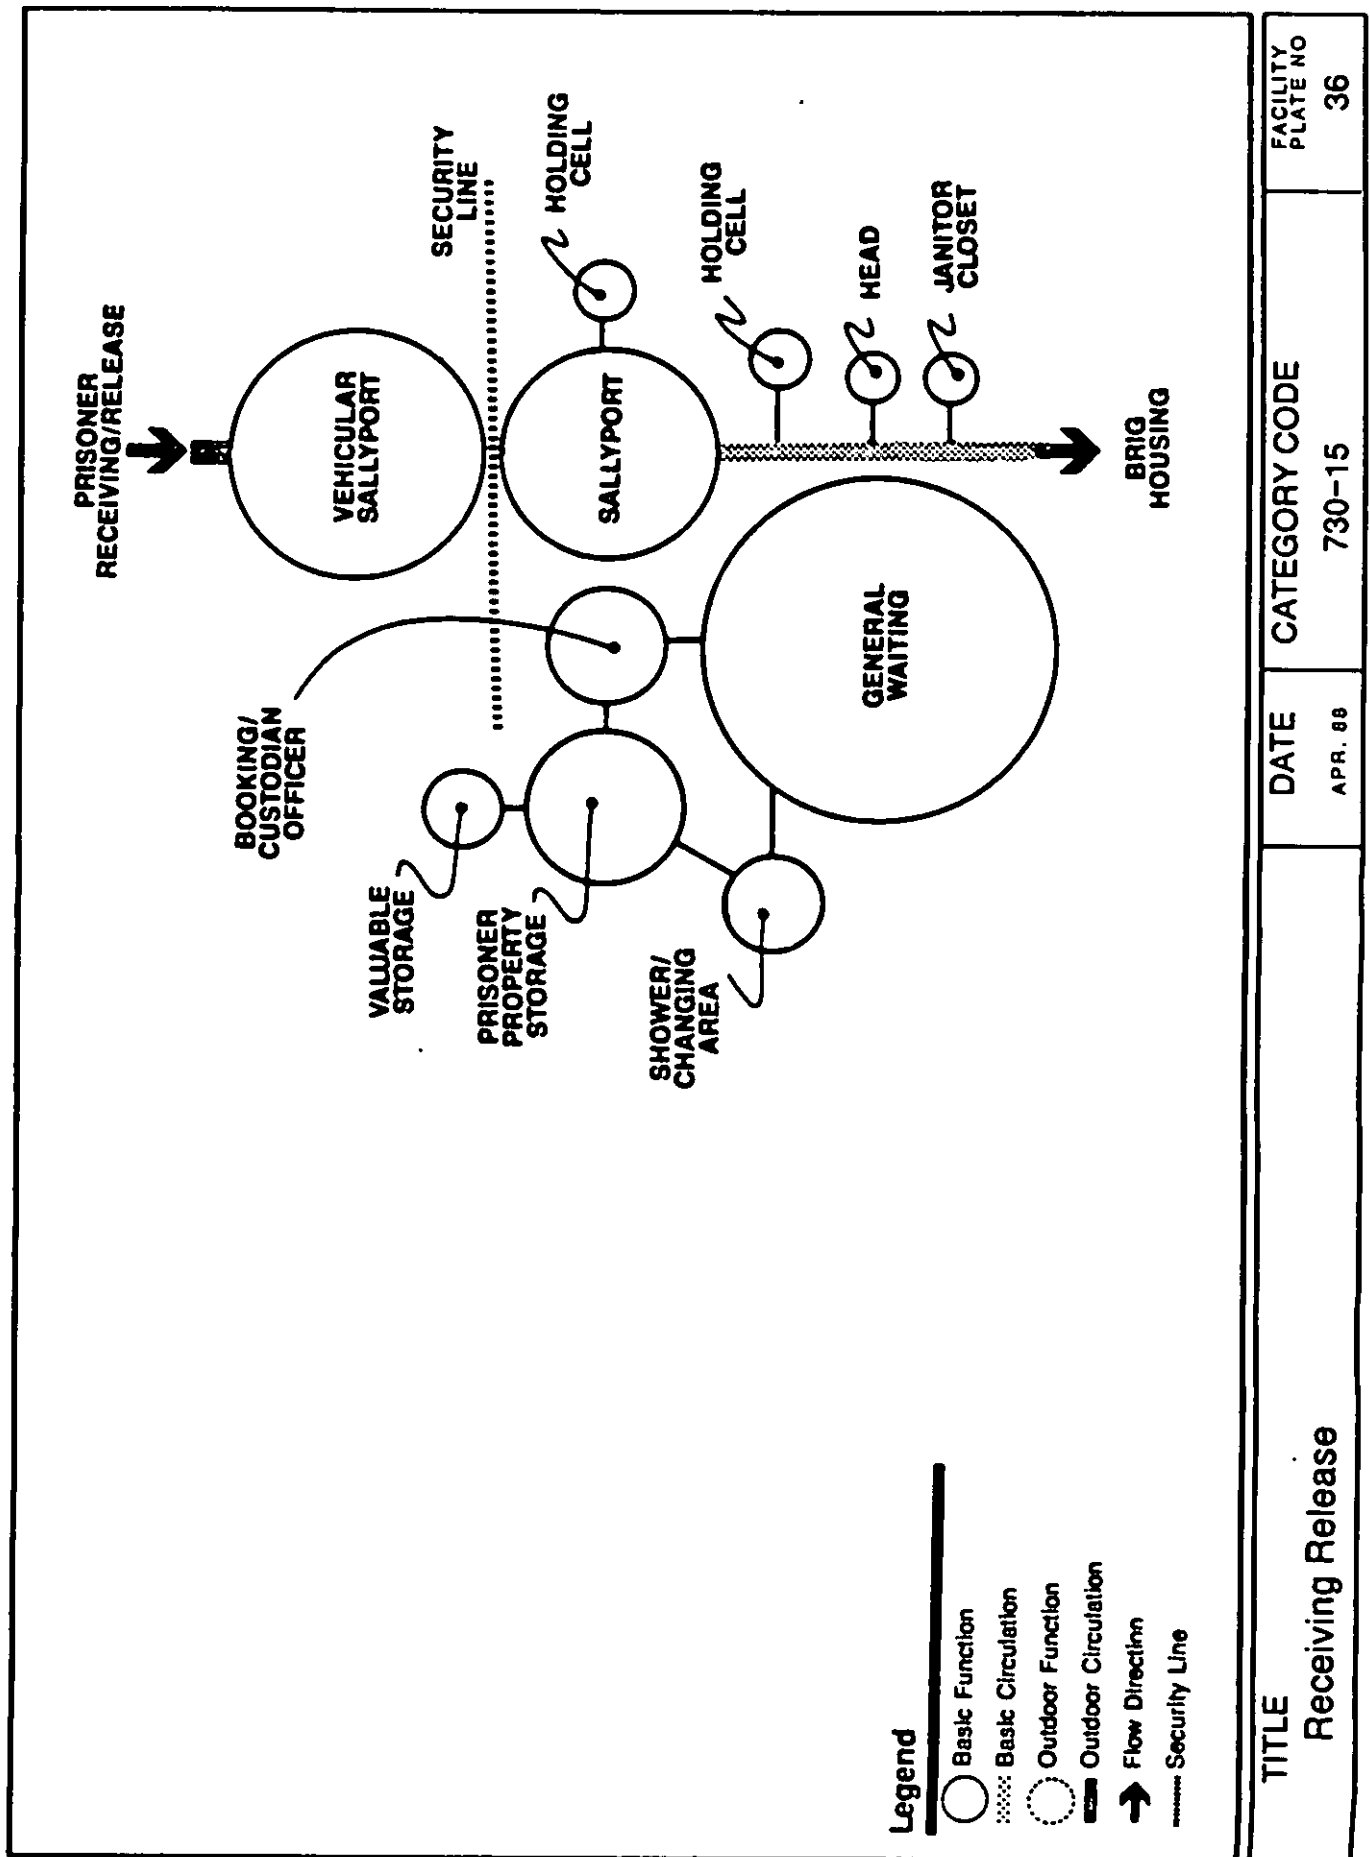 PRISONER
RECEIVING/RELEASE
VEHICULAR
SALLYPORT
SECURITY
LINE
BOOKING/
CUSTODIAN
OFFICER
VALUABLE
STORAGE
PRISONER
PROPERTY
STORAGE
SALLYPORT
HOLDING
CELL
SHOWER/
CHANGING
AREA
HOLDING
CELL
GENERAL
WAITING
HEAD
JANITOR
CLOSET
BRIG
HOUSING
Legend
Basic Function
Basic Circulation
Outdoor Function
Outdoor Circulation
Flow Direction
Security Line
TITLE
Receiving Release
DATE
APR. 88
CATEGORY CODE
730-15
FACILITY
PLATE NO
36